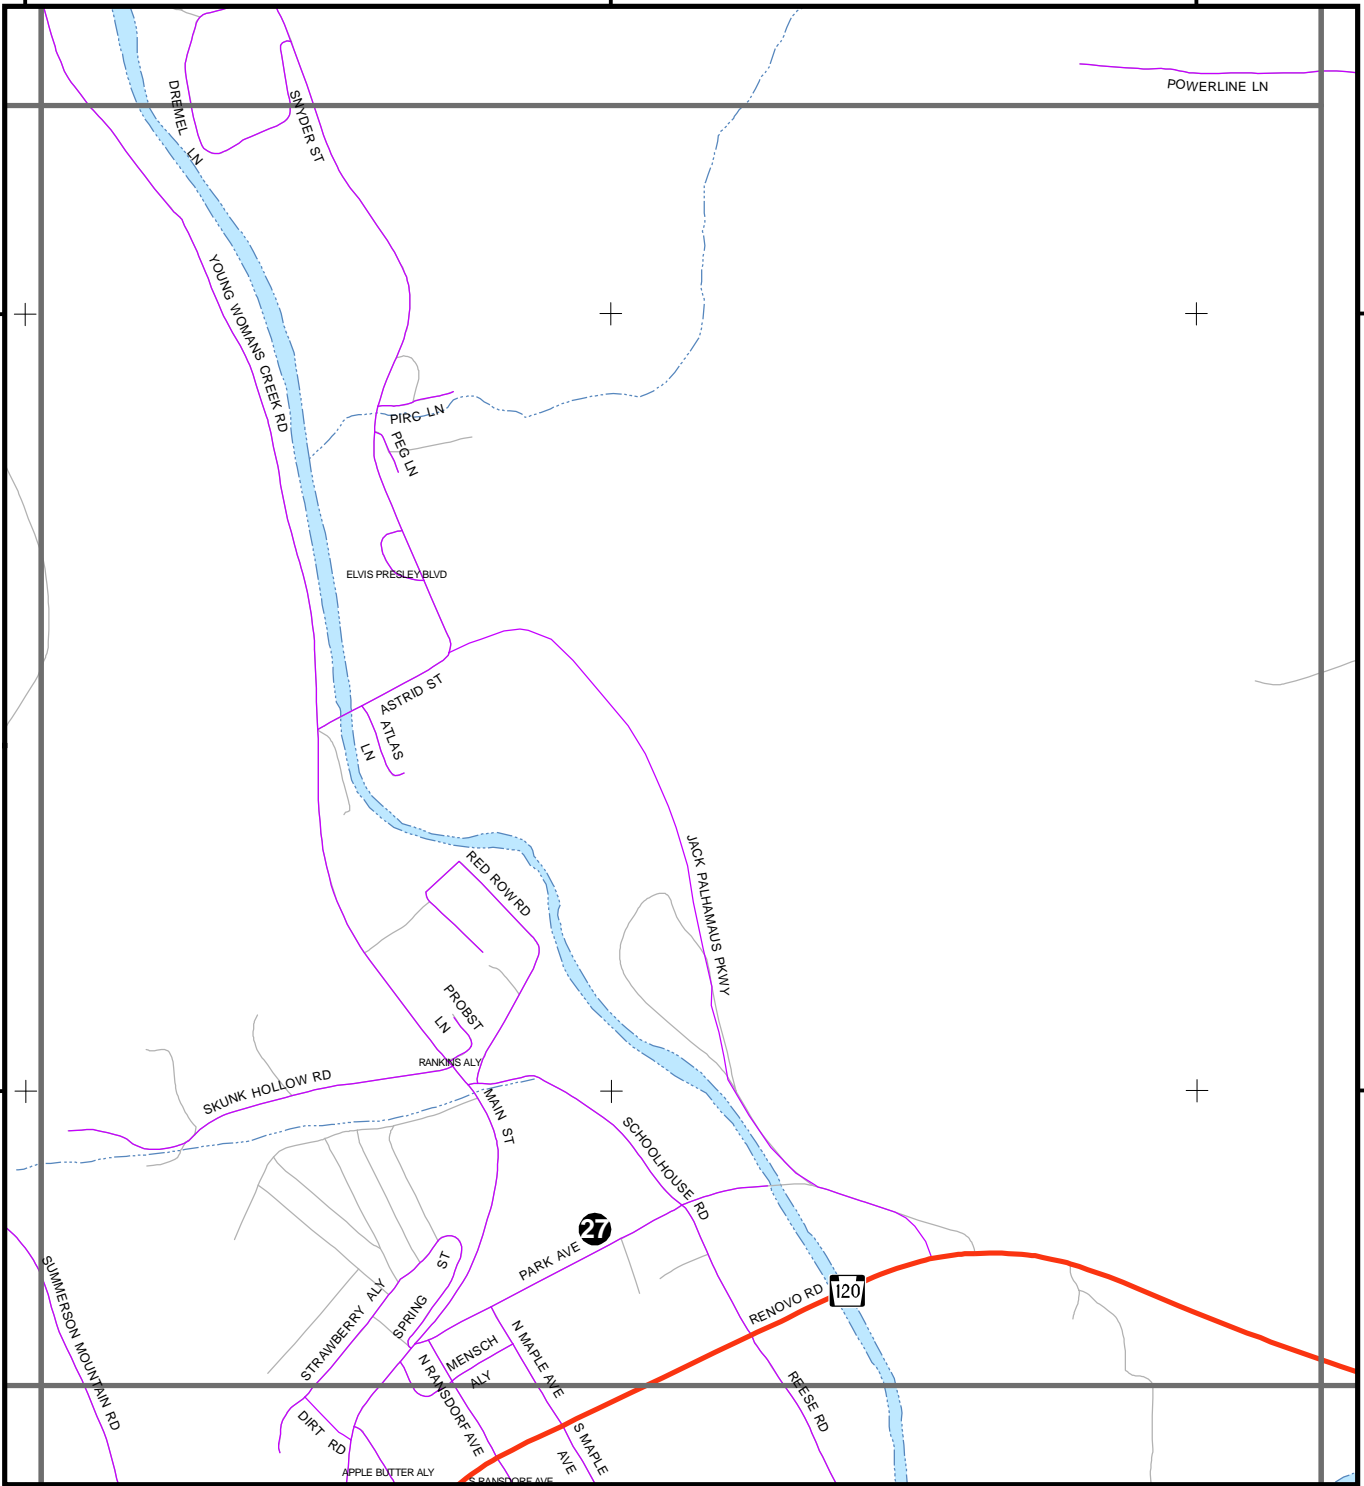 POWERLINE LN
DREMEL
LN
SNYDER ST
YOUNG WOMANS CREEK RD
PIRG LN
PEG LN
ELVIS PRESLEY BLVD
ASTRID ST
ATLAS
LN
JACK PALHAMAUS PKWY
RED ROW RD
PROBST
LN
RANKINS ALY
SKUNK HOLLOW RD
MAIN ST
SCHOOLHOUSE RD
27
PARK AVE
SUMMERSON MOUNTAIN RD
STRAWBERRY ALY
SPRING ST
RENOVO RD
120
N MAPLE AVE
MENSCH
ALY
N RANSDORF AVE
REESE RD
DIRT RD
S MAPLE
AVE
APPLE BUTTER ALY
S RANSDORF AVE